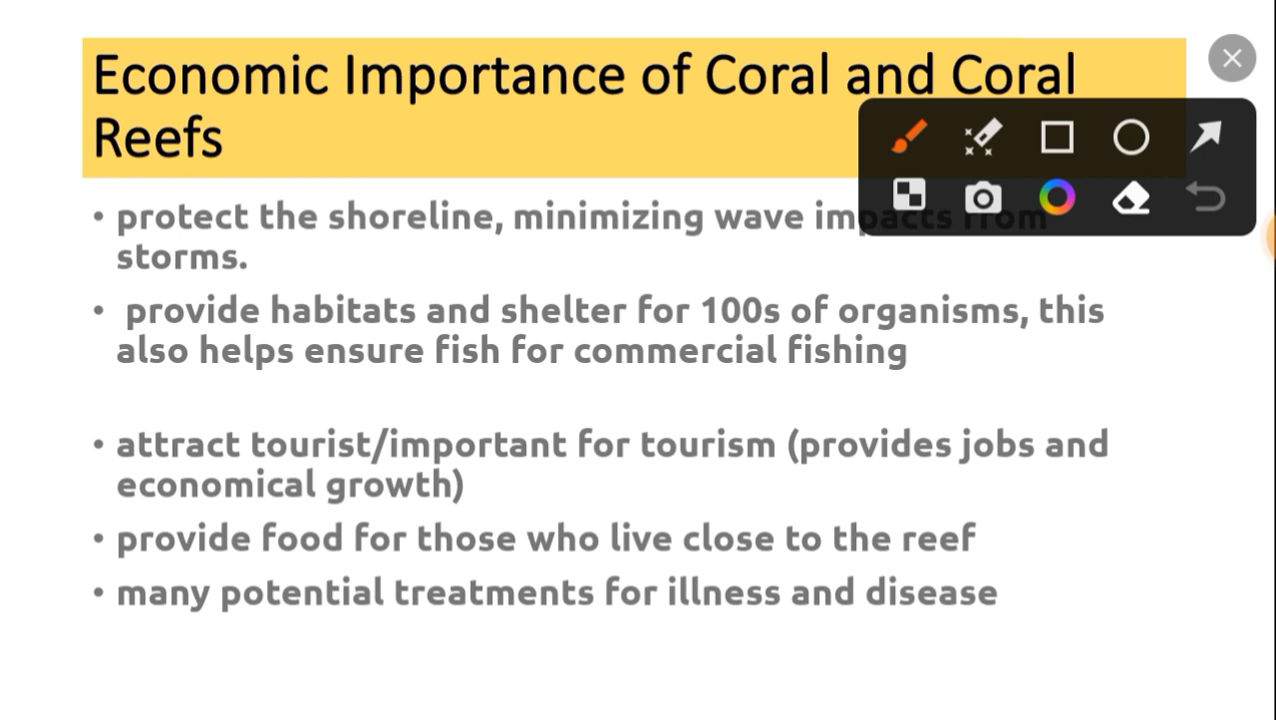 Economic Importance of Coral and Coral
Reefs
• protect the shoreline, minimizing wave impacts from
storms.
• provide habitats and shelter for 100s of organisms, this
also helps ensure fish for commercial fishing
• attract tourist/important for tourism (provides jobs and
economical growth)
• provide food for those who live close to the reef
• many potential treatments for illness and disease